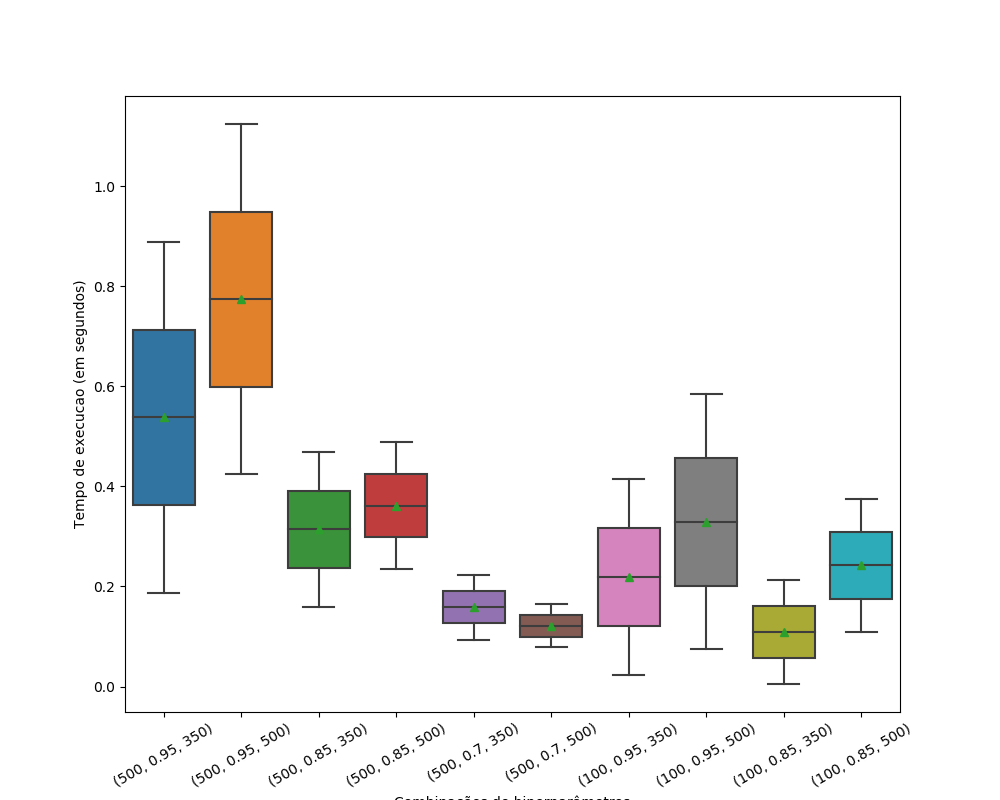 Tempo de execucao (em segundos)
1.0
0.8
0.6
0.4
0.2
0.0
(500, 0.95, 350)
(500, 0.95, 500)
(500, 0.85, 350)
(500, 0.85, 500)
(500, 0.7, 350)
(500, 0.7, 500)
(100, 0.95, 350)
(100, 0.95, 500)
(100, 0.85, 350)
(100, 0.85, 500)
Combinações de hiperparâmetros